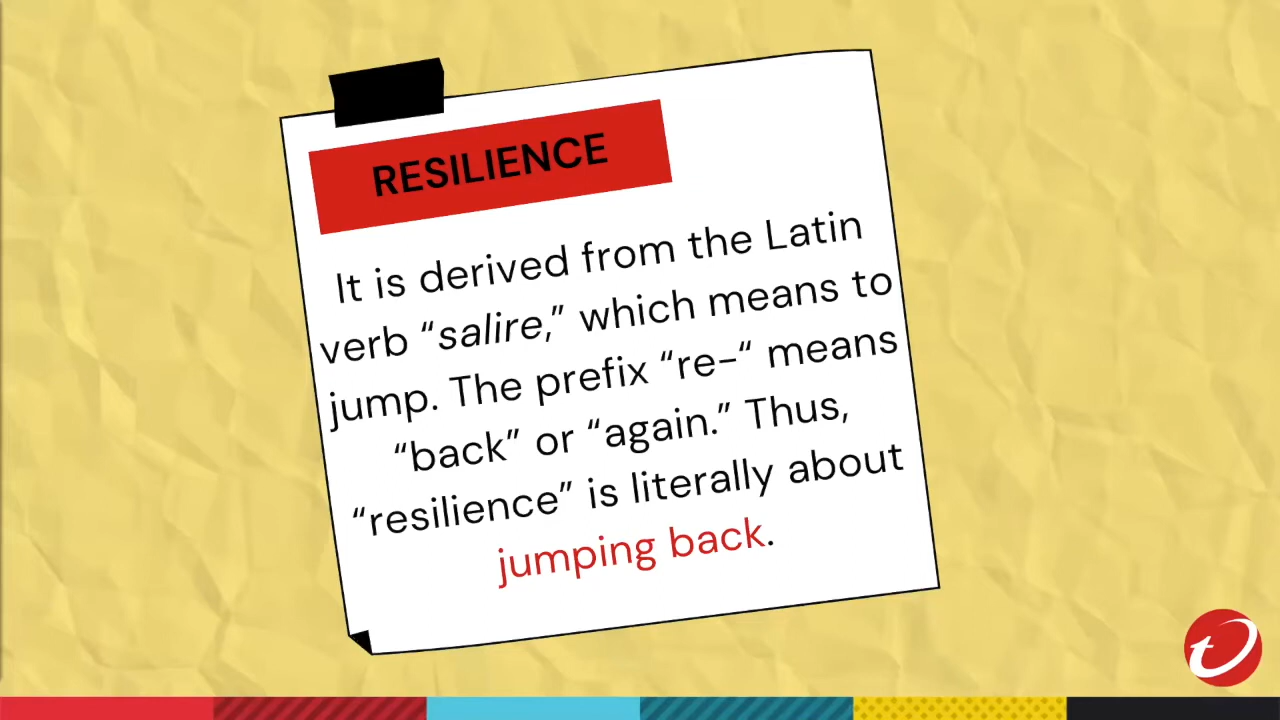 RESILIENCE
It is derived from the Latin
verb “salire,” which means to
jump. The prefix “re-“ means
“back” or “again.” Thus,
“resilience” is literally about
jumping back.